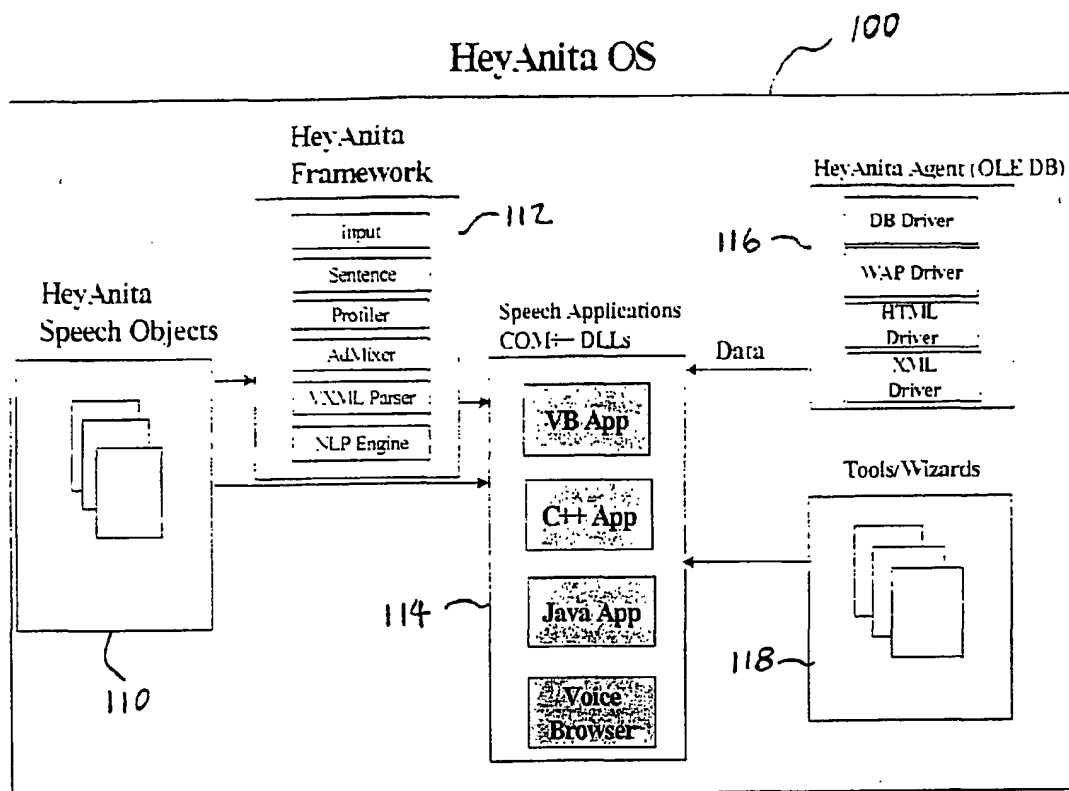 100
HeyAnita OS
HeyAnita
Framework
112
Input
Sentence
Profiler
AdMixer
VXML Parser
NLP Engine
HeyAnita
Speech Objects
110
Speech Applications
COM+ DLLs
VB App
C++ App
Java App
Voice
Browser
114
Data
HeyAnita Agent (OLE DB)
116
DB Driver
WAP Driver
HTML
Driver
XML
Driver
Tools/Wizards
118